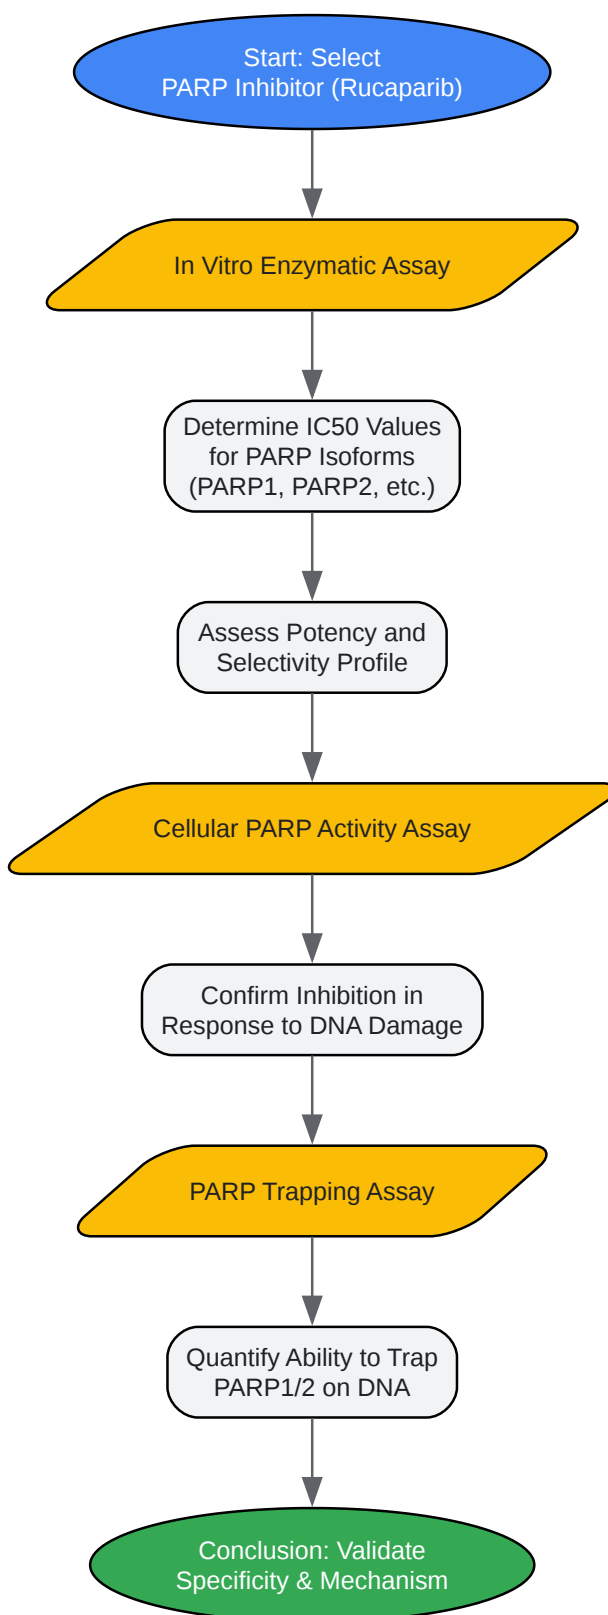 Start: Select
PARP Inhibitor (Rucaparib)
In Vitro Enzymatic Assay
Determine IC50 Values
for PARP Isoforms
(PARP1, PARP2, etc.)
Assess Potency and
Selectivity Profile
Cellular PARP Activity Assay
Confirm Inhibition in
Response to DNA Damage
PARP Trapping Assay
Quantify Ability to Trap
PARP1/2 on DNA
Conclusion: Validate
Specificity & Mechanism